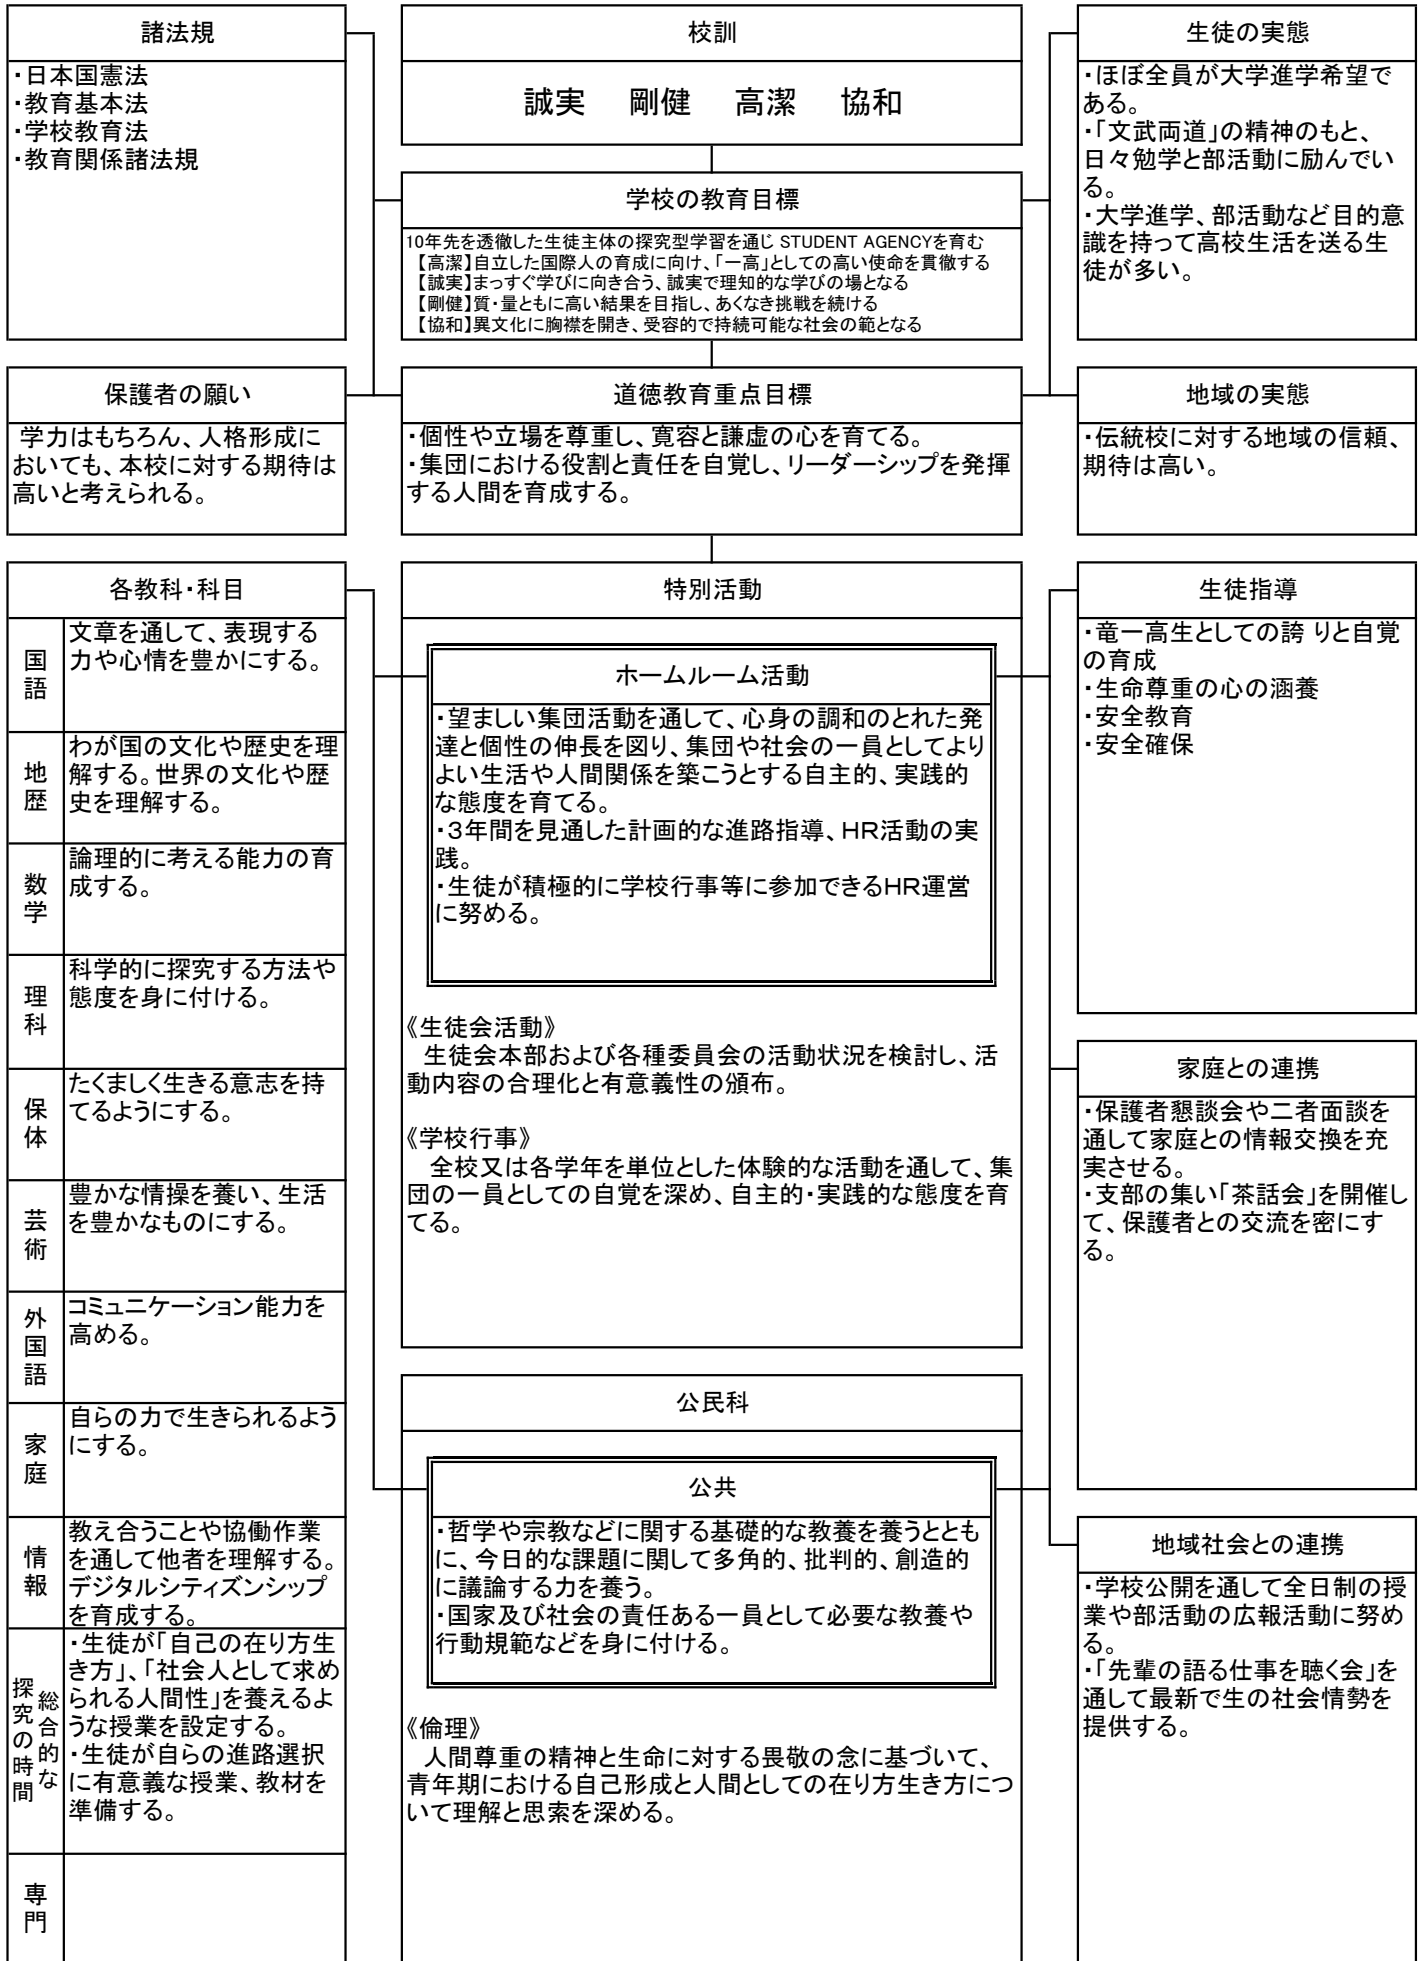 諸法規
・日本国憲法
・教育基本法
・学校教育法
・教育関係諸法規
校訓
誠実　剛健　高潔　協和
生徒の実態
・ほぼ全員が大学進学希望で
ある。
・「文武両道」の精神のもと、
日々勉学と部活動に励んでい
る。
・大学進学、部活動など目的意
識を持って高校生活を送る生
徒が多い。
学校の教育目標
10年先を透徹した生徒主体の探究型学習を通じ STUDENT AGENCYを育む
【高潔】自立した国際人の育成に向け、「一高」としての高い使命を貫徹する
【誠実】まっすぐ学びに向き合う、誠実で理知的な学びの場となる
【剛健】質・量ともに高い結果を目指し、あくなき挑戦を続ける
【協和】異文化に胸襟を開き、受容的で持続可能な社会の範となる
保護者の願い
学力はもちろん、人格形成に
おいても、本校に対する期待は
高いと考えられる。
道徳教育重点目標
・個性や立場を尊重し、寛容と謙虚の心を育てる。
・集団における役割と責任を自覚し、リーダーシップを発揮
する人間を育成する。
地域の実態
・伝統校に対する地域の信頼、
期待は高い。
各教科・科目
国語
文章を通して、表現する
力や心情を豊かにする。
地歴
わが国の文化や歴史を理
解する。世界の文化や歴
史を理解する。
数学
論理的に考える能力の育
成する。
理科
科学的に探究する方法や
態度を身に付ける。
保体
たくましく生きる意志を持
てるようにする。
芸術
豊かな情操を養い、生活
を豊かなものにする。
外国語
コミュニケーション能力を
高める。
家庭
自らの力で生きられるよう
にする。
情報
教え合うことや協働作業
を通して他者を理解する。
デジタルシティズンシップ
を育成する。
総合的な
探究の時間
・生徒が「自己の在り方生
き方」、「社会人として求め
られる人間性」を養えるよ
うな授業を設定する。
・生徒が自らの進路選択
に有意義な授業、教材を
準備する。
専門
特別活動
ホームルーム活動
・望ましい集団活動を通して、心身の調和のとれた発
達と個性の伸長を図り、集団や社会の一員としてより
よい生活や人間関係を築こうとする自主的、実践的
な態度を育てる。
・３年間を見通した計画的な進路指導、ＨＲ活動の実
践。
・生徒が積極的に学校行事等に参加できるＨＲ運営
に努める。
《生徒会活動》
生徒会本部および各種委員会の活動状況を検討し、活
動内容の合理化と有意義性の頒布。
《学校行事》
全校又は各学年を単位とした体験的な活動を通して、集
団の一員としての自覚を深め、自主的・実践的な態度を育
てる。
公民科
公共
・哲学や宗教などに関する基礎的な教養を養うととも
に、今日的な課題に関して多角的、批判的、創造的
に議論する力を養う。
・国家及び社会の責任ある一員として必要な教養や
行動規範などを身に付ける。
《倫理》
人間尊重の精神と生命に対する畏敬の念に基づいて、
青年期における自己形成と人間としての在り方生き方につ
いて理解と思索を深める。
生徒指導
・竜一高生としての誇 りと自覚
の育成
・生命尊重の心の涵養
・安全教育
・安全確保
家庭との連携
・保護者懇談会や二者面談を
通して家庭との情報交換を充
実させる。
・支部の集い「茶話会」を開催し
て、保護者との交流を密にす
る。
地域社会との連携
・学校公開を通して全日制の授
業や部活動の広報活動に努め
る。
・「先輩の語る仕事を聴く会」を
通して最新で生の社会情勢を
提供する。